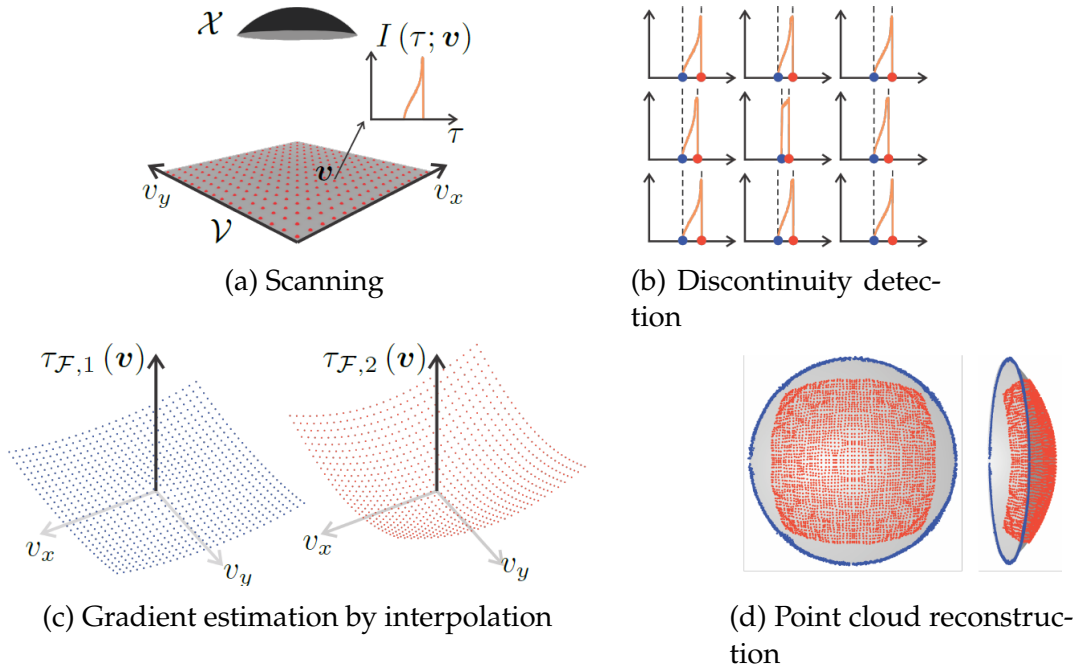 𝒳
I (τ; v)
τ
v
v_y
v_x
𝒱
(a) Scanning
(b) Discontinuity detec-
tion
τ_{ℱ,1} (v)
τ_{ℱ,2} (v)
v_x
v_y
v_x
v_y
(c) Gradient estimation by interpolation
(d) Point cloud reconstruc-
tion